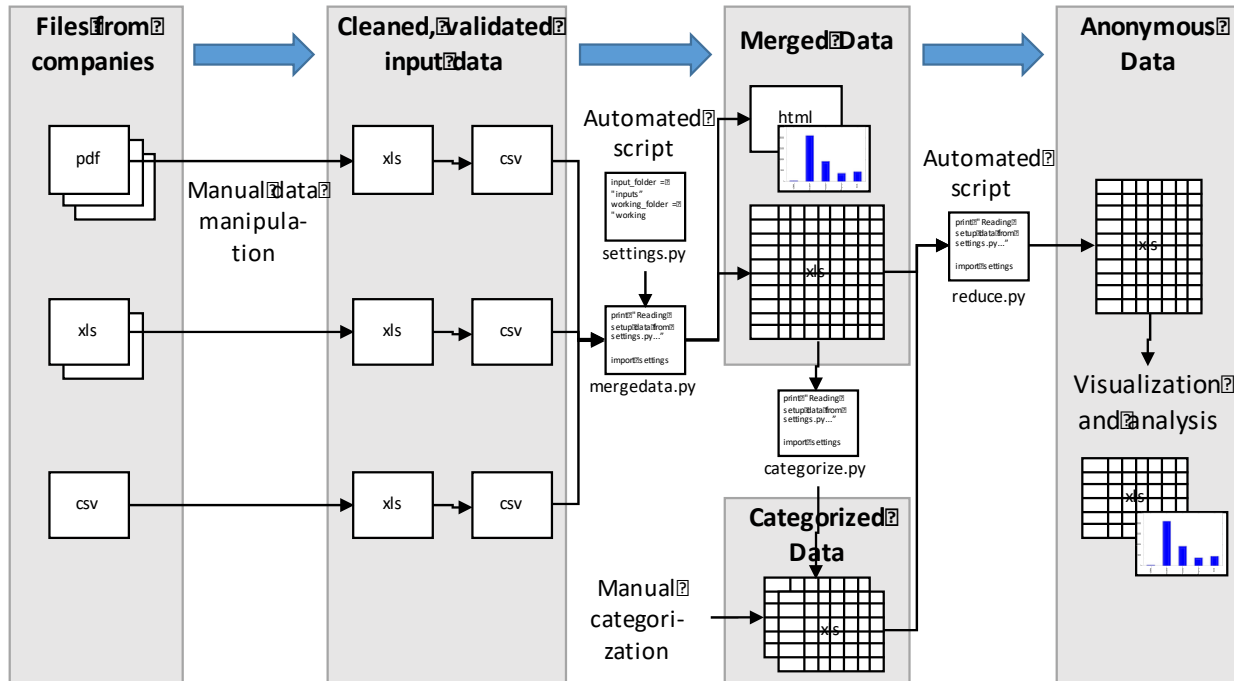 Files from
companies
Cleaned, validated
input data
Merged Data
Anonymous
Data
pdf
xls
csv
Manual data
manipula-
tion
xls
xls
csv
xls
csv
csv
xls
csv
Automated
script
input_folder =
"inputs"
working_folder =
"working
settings.py
print "Reading
setup data from
settings.py..."
import settings
mergedata.py
html
xls
print "Reading
setup data from
settings.py..."
import settings
categorize.py
Categorized
Data
Manual
categori-
zation
xls
Automated
script
print "Reading
setup data from
settings.py..."
import settings
reduce.py
xls
Visualization
and analysis
xls